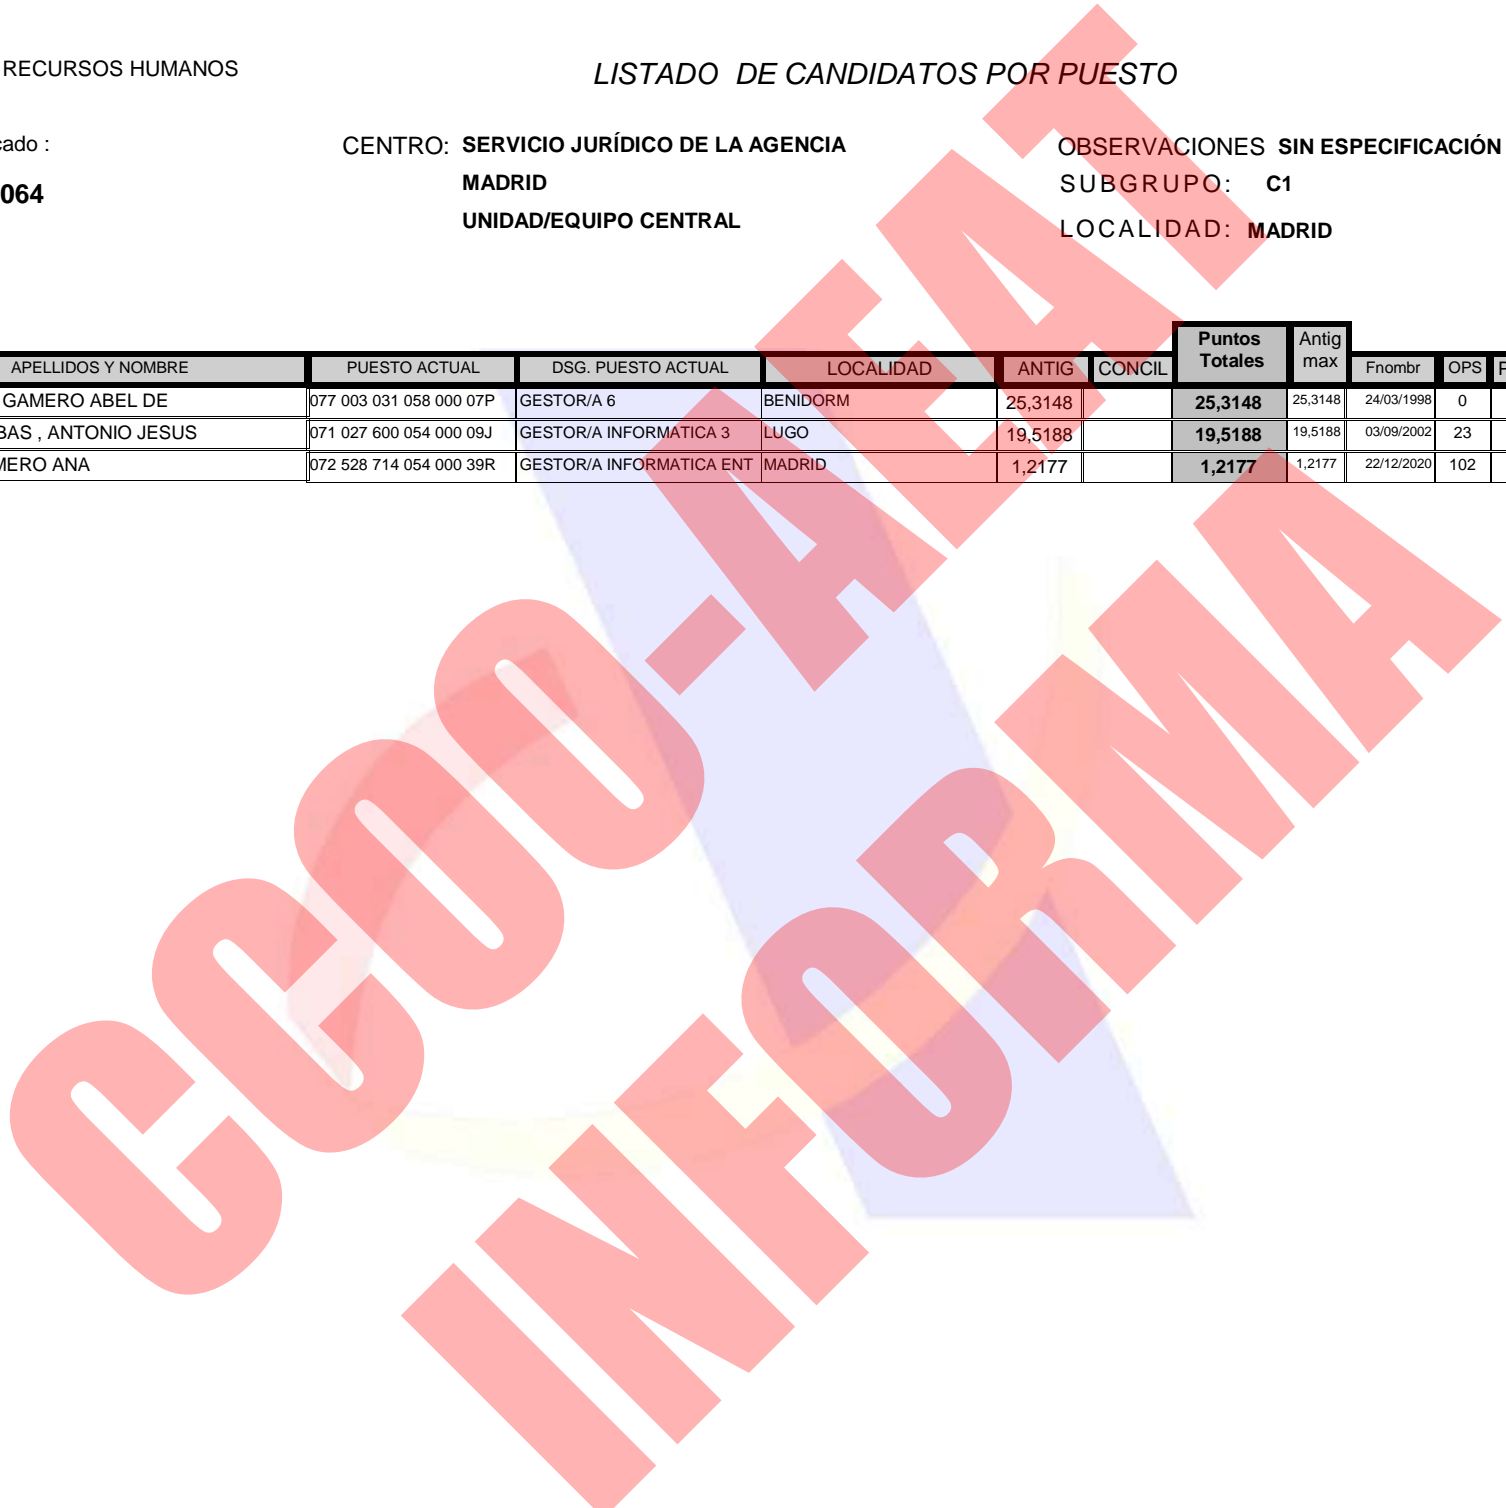 RECURSOS HUMANOS
LISTADO DE CANDIDATOS POR PUESTO
cado :
064
CENTRO: SERVICIO JURÍDICO DE LA AGENCIA
MADRID
UNIDAD/EQUIPO CENTRAL
OBSERVACIONES SIN ESPECIFICACIÓN
SUBGRUPO: C1
LOCALIDAD: MADRID
APELLIDOS Y NOMBRE PUESTO ACTUAL DSG. PUESTO ACTUAL LOCALIDAD ANTIG CONCIL Puntos Totales Antig max Fnombr OPS P
GAMERO ABEL DE 077 003 031 058 000 07P GESTOR/A 6 BENIDORM 25,3148 25,3148 25,3148 24/03/1998 0
BAS , ANTONIO JESUS 071 027 600 054 000 09J GESTOR/A INFORMATICA 3 LUGO 19,5188 19,5188 19,5188 03/09/2002 23
MERO ANA 072 528 714 054 000 39R GESTOR/A INFORMATICA ENT MADRID 1,2177 1,2177 1,2177 22/12/2020 102
CCOO-AEAT
INFORMA